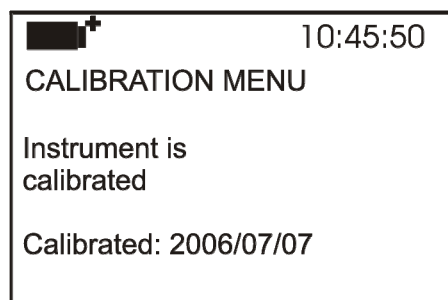 10:45:50
CALIBRATION MENU
Instrument is
calibrated
Calibrated: 2006/07/07